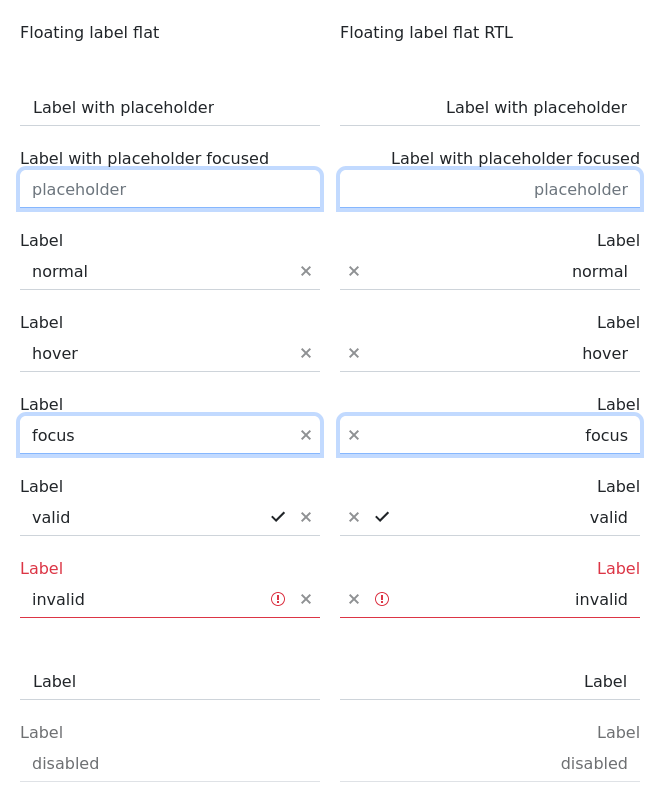 Floating label flat
Label with placeholder
Label with placeholder focused
placeholder
Label
normal
Label
hover
Label
focus
Label
valid
Label
invalid
Label
Label
disabled
Floating label flat RTL
Label with placeholder
Label with placeholder focused
placeholder
Label
normal
Label
hover
Label
focus
Label
valid
Label
invalid
Label
Label
disabled